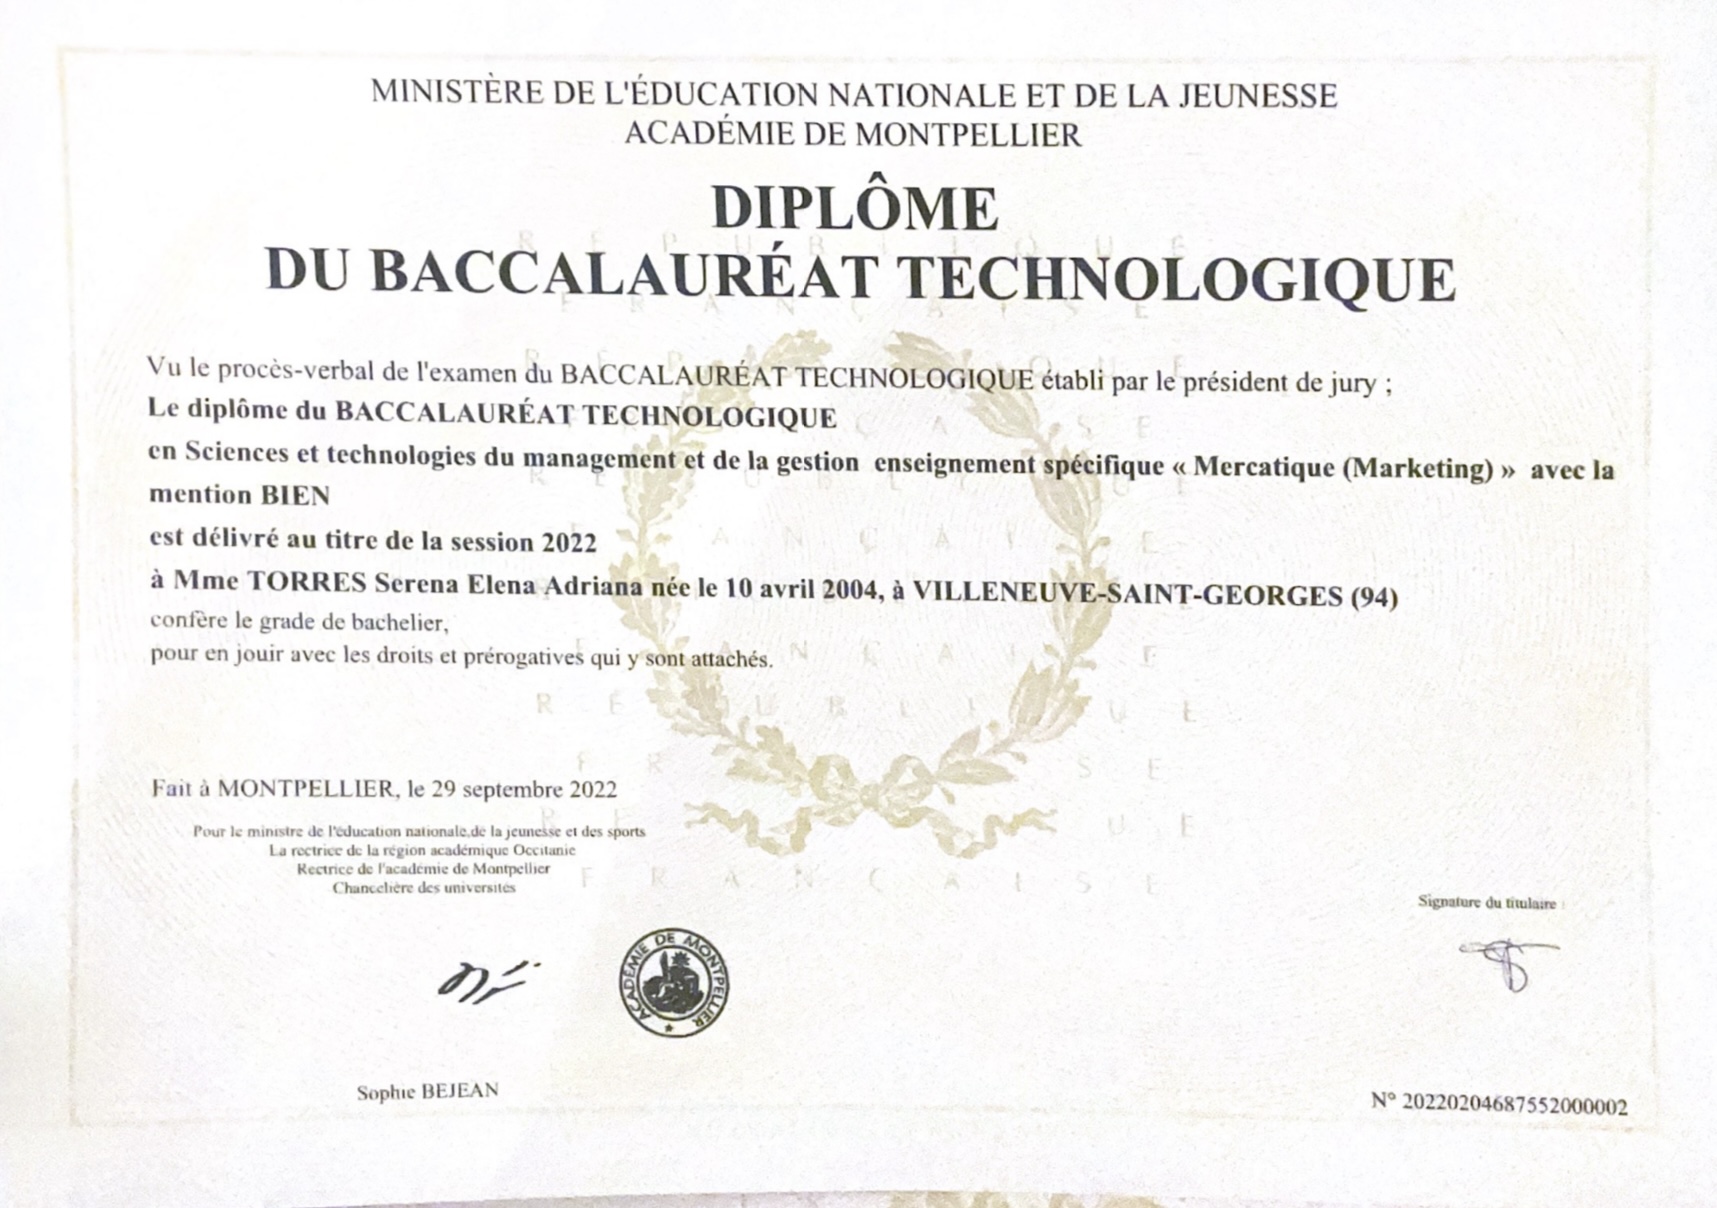 MINISTÈRE DE L'ÉDUCATION NATIONALE ET DE LA JEUNESSE
ACADÉMIE DE MONTPELLIER
DIPLÔME
DU BACCALAURÉAT TECHNOLOGIQUE
Vu le procès-verbal de l'examen du BACCALAURÉAT TECHNOLOGIQUE établi par le président de jury ;
Le diplôme du BACCALAURÉAT TECHNOLOGIQUE
en Sciences et technologies du management et de la gestion enseignement spécifique « Mercatique (Marketing) » avec la
mention BIEN
est délivré au titre de la session 2022
à Mme TORRES Serena Elena Adriana née le 10 avril 2004, à VILLENEUVE-SAINT-GEORGES (94)
confère le grade de bachelier,
pour en jouir avec les droits et prérogatives qui y sont attachés.
Fait à MONTPELLIER, le 29 septembre 2022
Pour le ministre de l'éducation nationale,de la jeunesse et des sports
La rectrice de la région académique Occitanie
Rectrice de l'académie de Montpellier
Chancelière des universités
Signature du titulaire :
ACADÉMIE DE MONTPELLIER
Sophie BEJEAN
N° 20220204687552000002